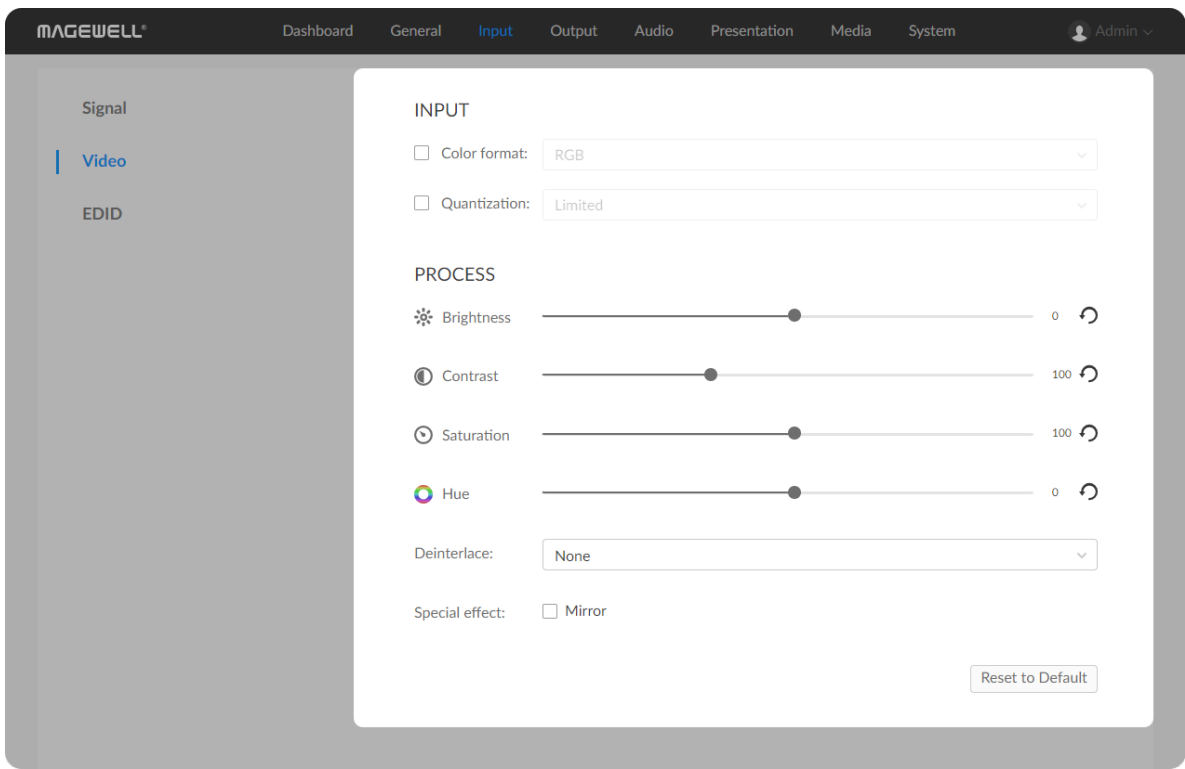 MAGEWELL® Dashboard General Input Output Audio Presentation Media System Admin
Signal
Video
EDID
INPUT
Color format: RGB
Quantization: Limited
PROCESS
Brightness 0
Contrast 100
Saturation 100
Hue 0
Deinterlace: None
Special effect: Mirror
Reset to Default